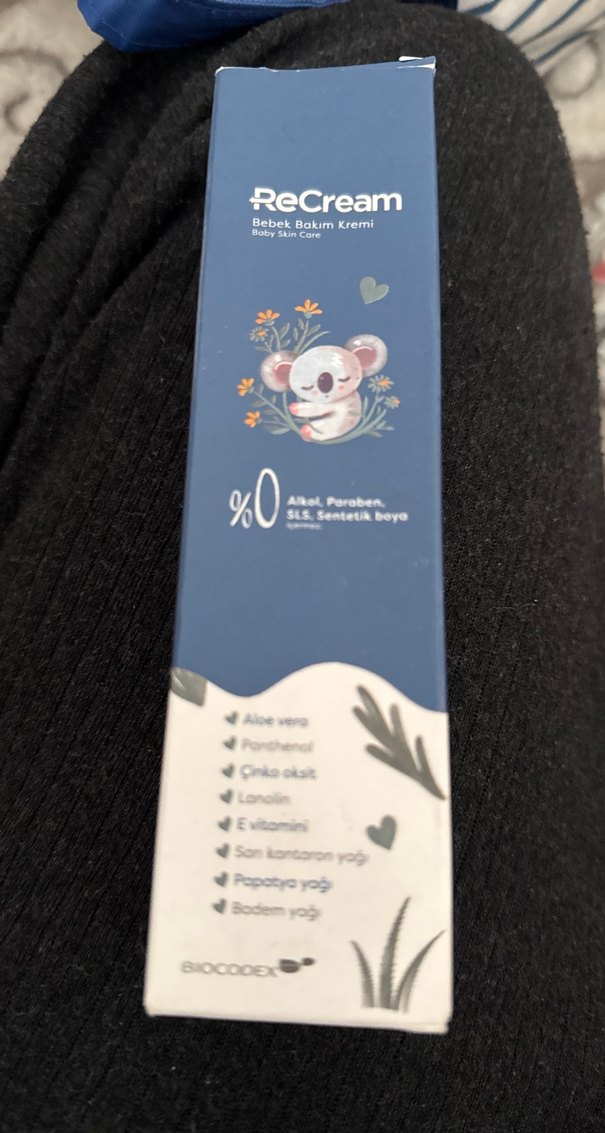 ReCream
Bebek Bakım Kremi
Baby Skin Care
%0
Alkol, Paraben,
SLS, Sentetik boya
içermez.
Aloe vera
Panthenol
Çinko oksit
Lanolin
E vitamini
Sarı kantaron yağı
Papatya yağı
Badem yağı
BIOCODEX